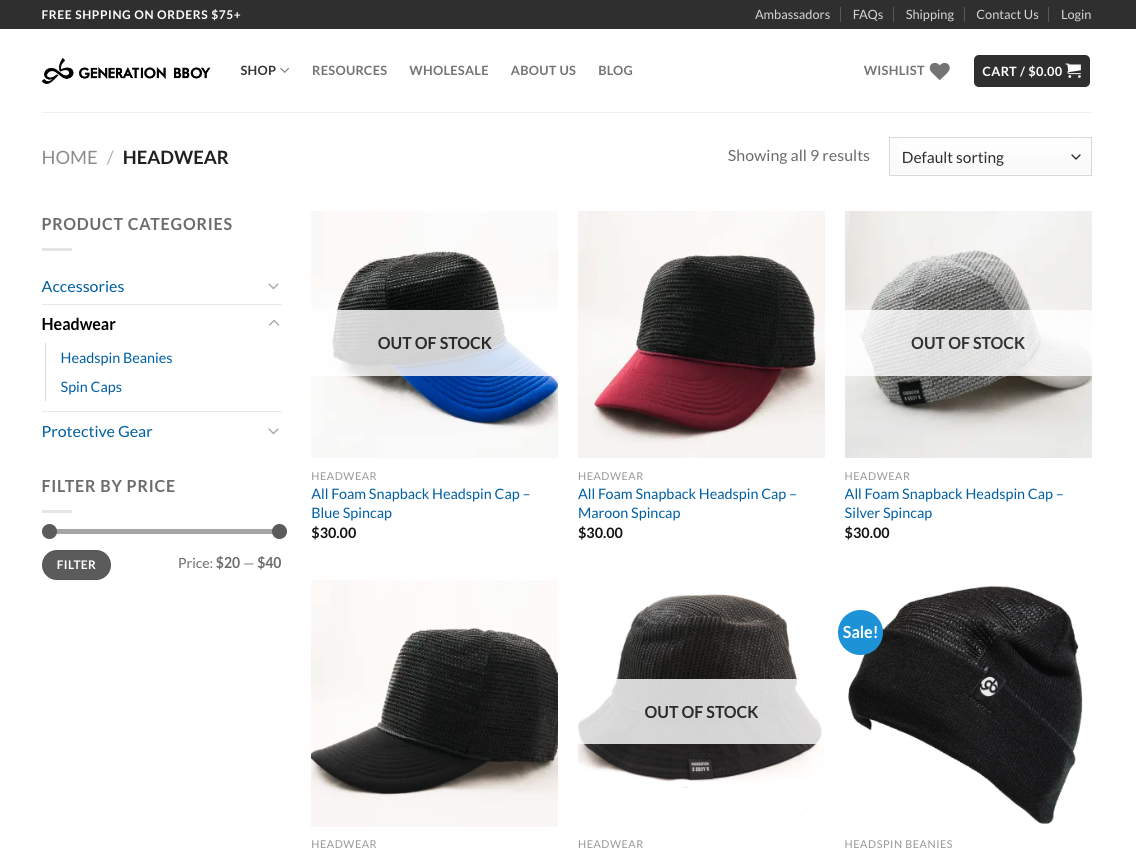 FREE SHIPPING ON ORDERS $75+
Ambassadors
FAQs
Shipping
Contact Us
Login
GENERATION BBOY
SHOP
RESOURCES
WHOLESALE
ABOUT US
BLOG
WISHLIST
CART / $0.00
HOME / HEADWEAR
Showing all 9 results
Default sorting
PRODUCT CATEGORIES
Accessories
Headwear
Headspin Beanies
Spin Caps
Protective Gear
FILTER BY PRICE
FILTER
Price: $20 — $40
OUT OF STOCK
HEADWEAR
All Foam Snapback Headspin Cap –
Blue Spincap
$30.00
HEADWEAR
All Foam Snapback Headspin Cap –
Maroon Spincap
$30.00
OUT OF STOCK
HEADWEAR
All Foam Snapback Headspin Cap –
Silver Spincap
$30.00
HEADWEAR
OUT OF STOCK
HEADWEAR
Sale!
HEADSPIN BEANIES